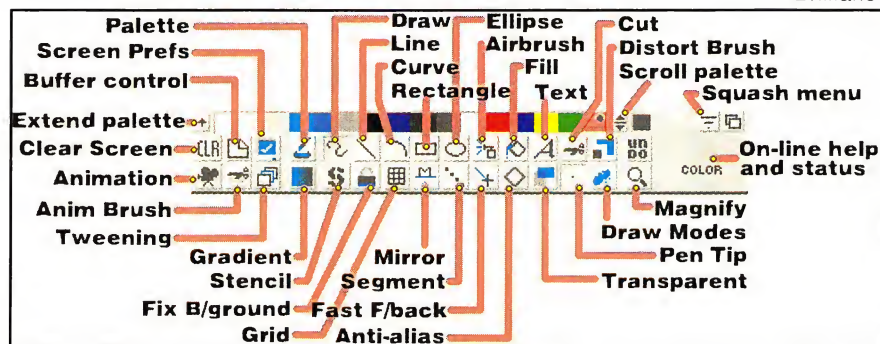 Palette
Screen Prefs
Buffer control
Extend palette
Clear Screen
Animation
Anim Brush
Tweening
Gradient
Stencil
Fix B/ground
Grid
Draw
Line
Curve
Rectangle
Ellipse
Airbrush
Fill
Text
Cut
Distort Brush
Scroll palette
Squash menu
On-line help
and status
Magnify
Draw Modes
Pen Tip
Transparent
Mirror
Segment
Fast F/back
Anti-alias
CLR
UN
DO
COLOR